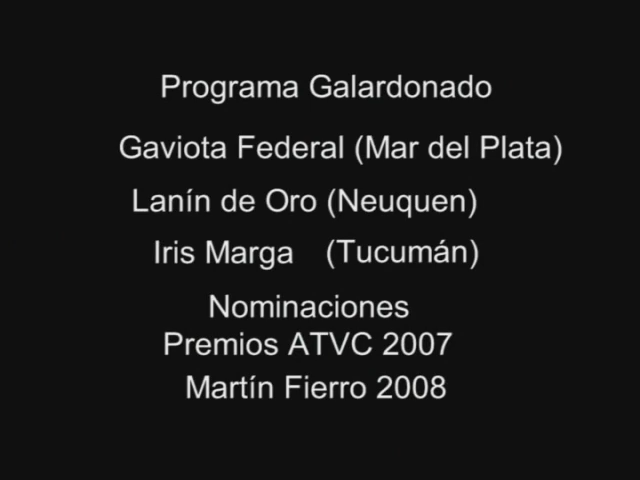 Programa Galardonado
Gaviota Federal (Mar del Plata)
Lanín de Oro (Neuquen)
Iris Marga (Tucumán)
Nominaciones
Premios ATVC 2007
Martín Fierro 2008